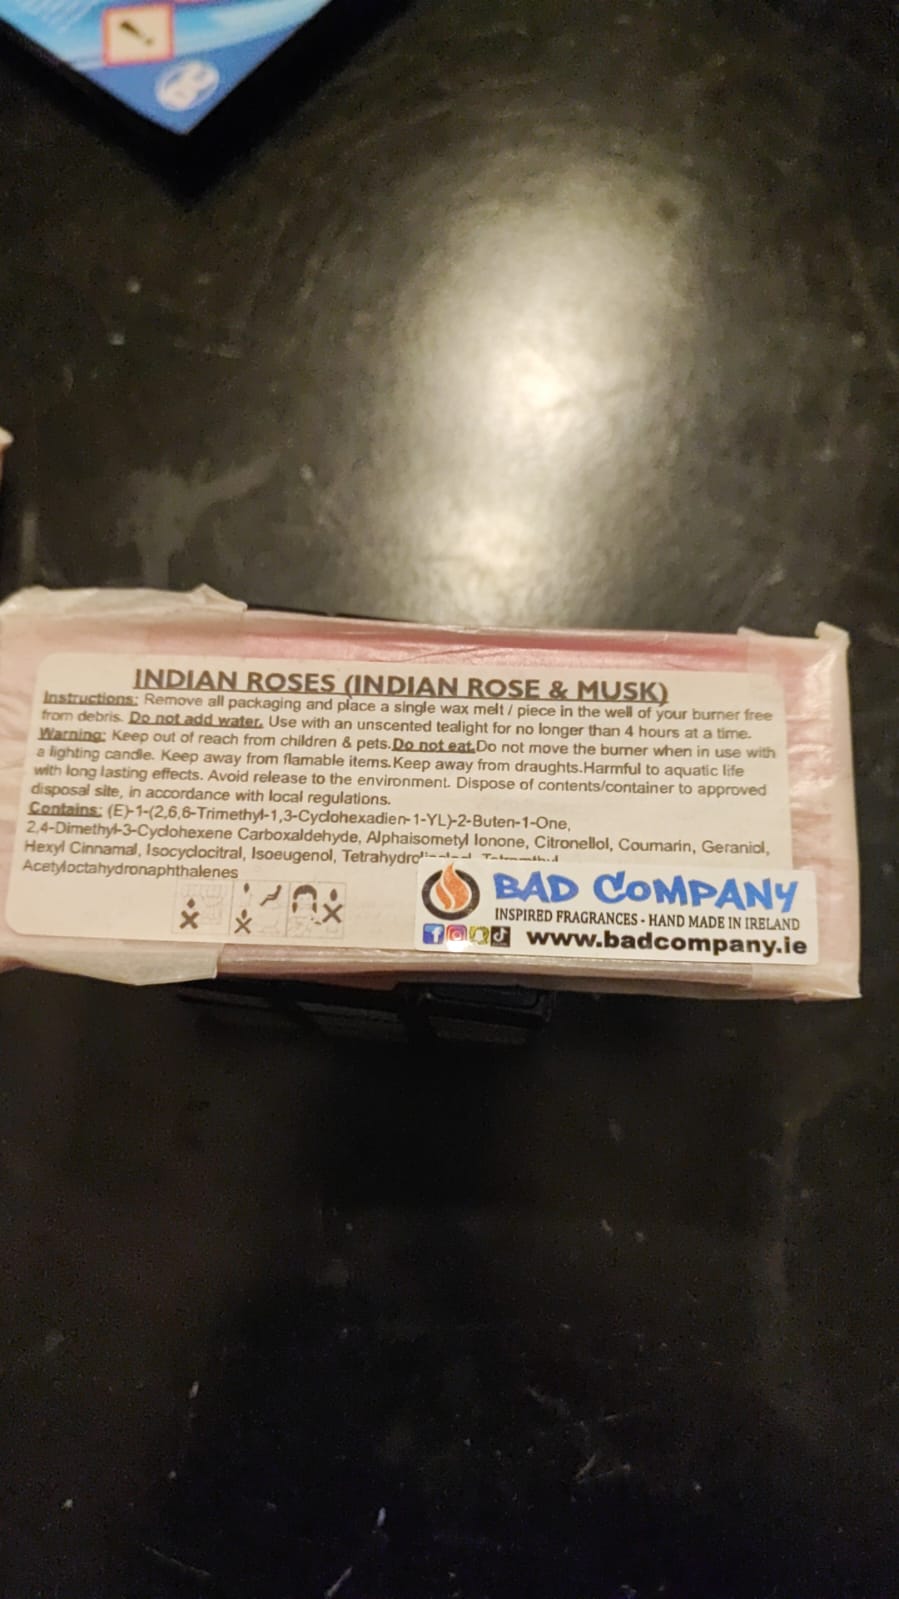 INDIAN ROSES (INDIAN ROSE & MUSK)
Instructions: Remove all packaging and place a single wax melt / piece in the well of your burner free
from debris. Do not add water. Use with an unscented tealight for no longer than 4 hours at a time.
Warning: Keep out of reach from children & pets.Do not eat.Do not move the burner when in use with
a lighting candle. Keep away from flamable items.Keep away from draughts.Harmful to aquatic life
with long lasting effects. Avoid release to the environment. Dispose of contents/container to approved
disposal site, in accordance with local regulations.
Contains: (E)-1-(2,6,6-Trimethyl-1,3-Cyclohexadien-1-YL)-2-Buten-1-One,
2,4-Dimethyl-3-Cyclohexene Carboxaldehyde, Alphaisometyl Ionone, Citronellol, Coumarin, Geraniol,
Hexyl Cinnamal, Isocyclocitral, Isoeugenol,
Acetyloctahydronaphthalenes
BAD COMPANY
INSPIRED FRAGRANCES - HAND MADE IN IRELAND
www.badcompany.ie